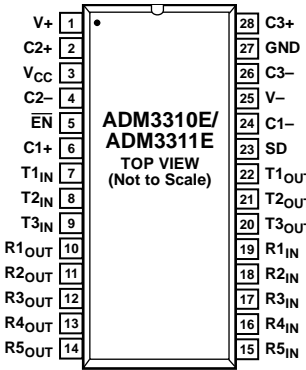 V+ 1 28 C3+
C2+ 2 27 GND
VCC 3 26 C3–
C2– 4 25 V–
EN 5 24 C1–
C1+ 6 23 SD
T1IN 7 22 T1OUT
T2IN 8 21 T2OUT
T3IN 9 20 T3OUT
R1OUT 10 19 R1IN
R2OUT 11 18 R2IN
R3OUT 12 17 R3IN
R4OUT 13 16 R4IN
R5OUT 14 15 R5IN
ADM3310E/
ADM3311E
TOP VIEW
(Not to Scale)